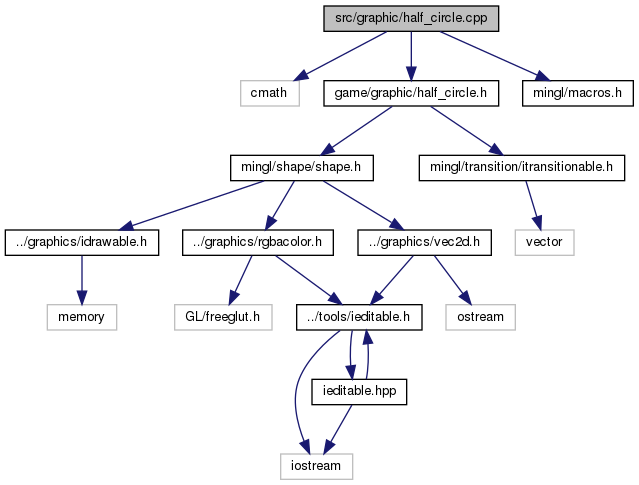 src/graphic/half_circle.cpp
cmath
game/graphic/half_circle.h
mingl/macros.h
mingl/shape/shape.h
mingl/transition/itransitionable.h
../graphics/idrawable.h
../graphics/rgbacolor.h
../graphics/vec2d.h
vector
memory
GL/freeglut.h
../tools/ieditable.h
ostream
ieditable.hpp
iostream